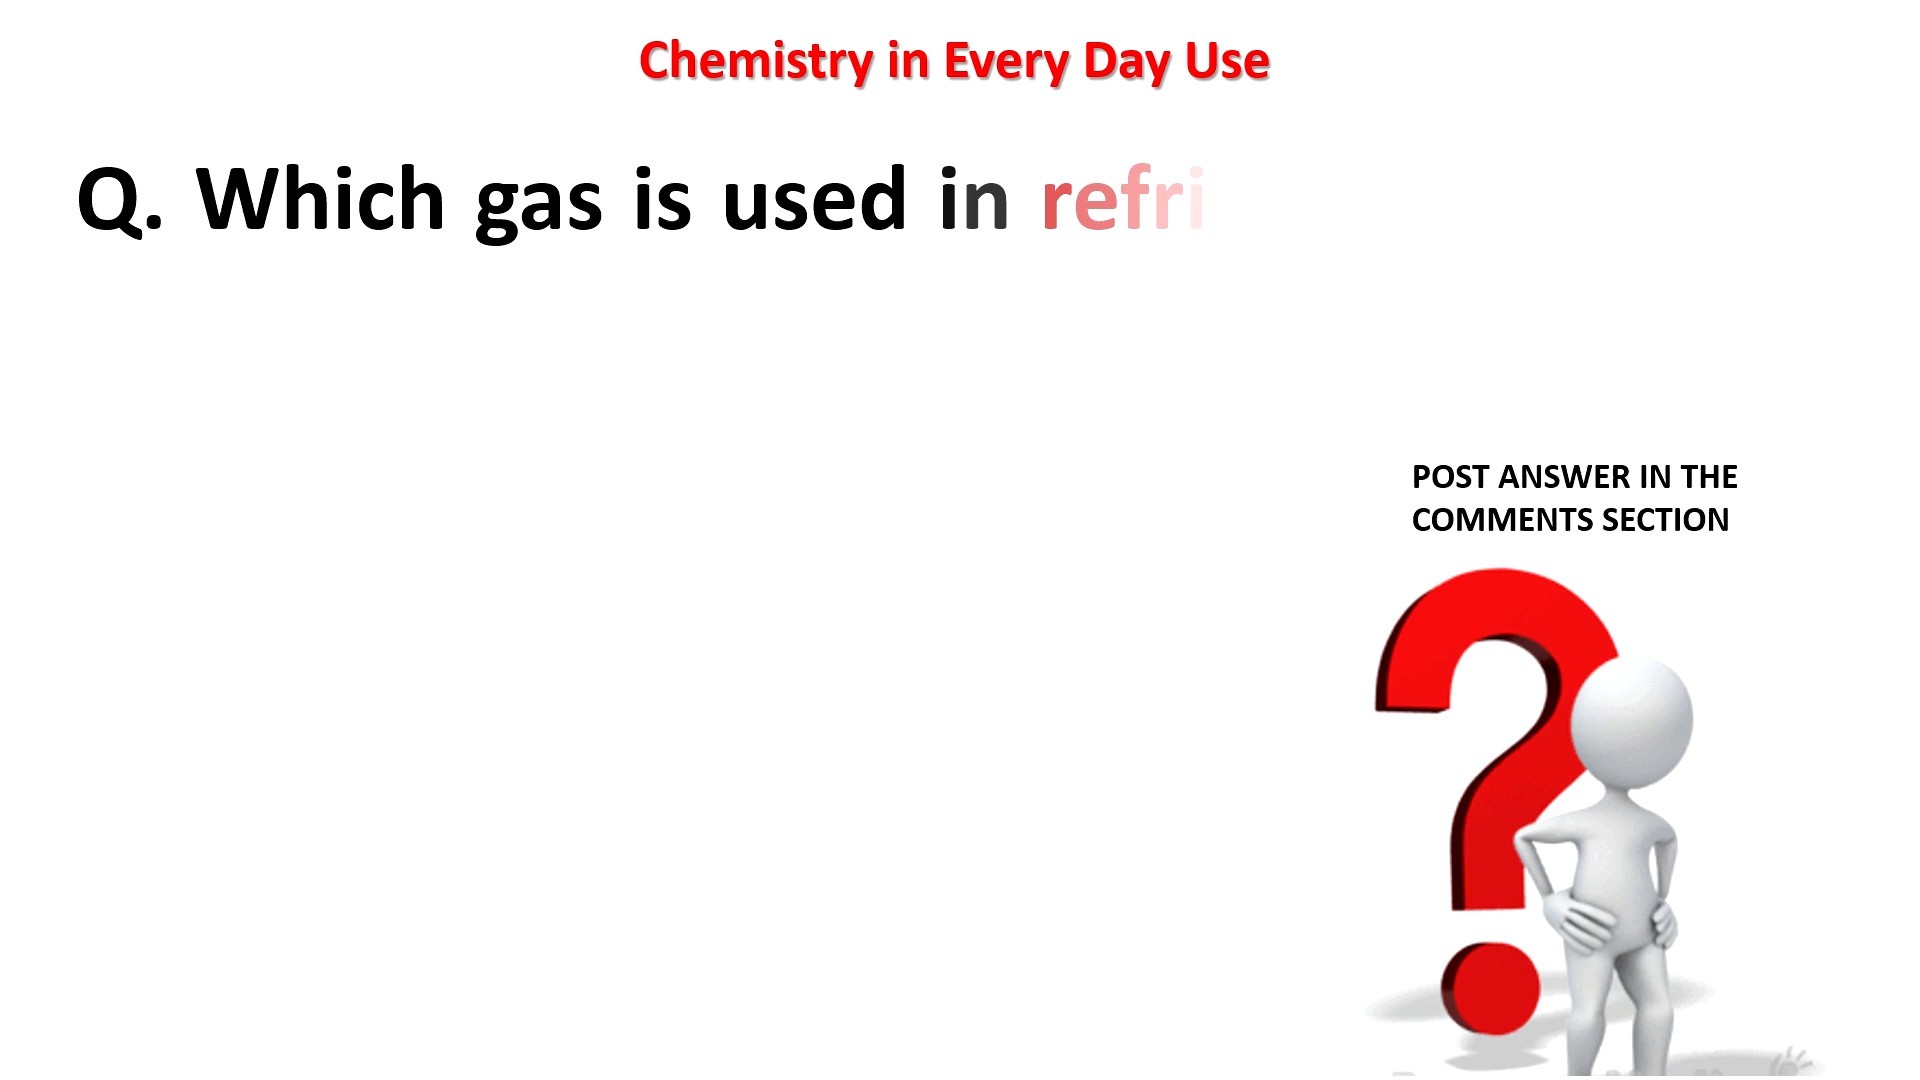 Chemistry in Every Day Use
Q. Which gas is used in refri
POST ANSWER IN THE
COMMENTS SECTION